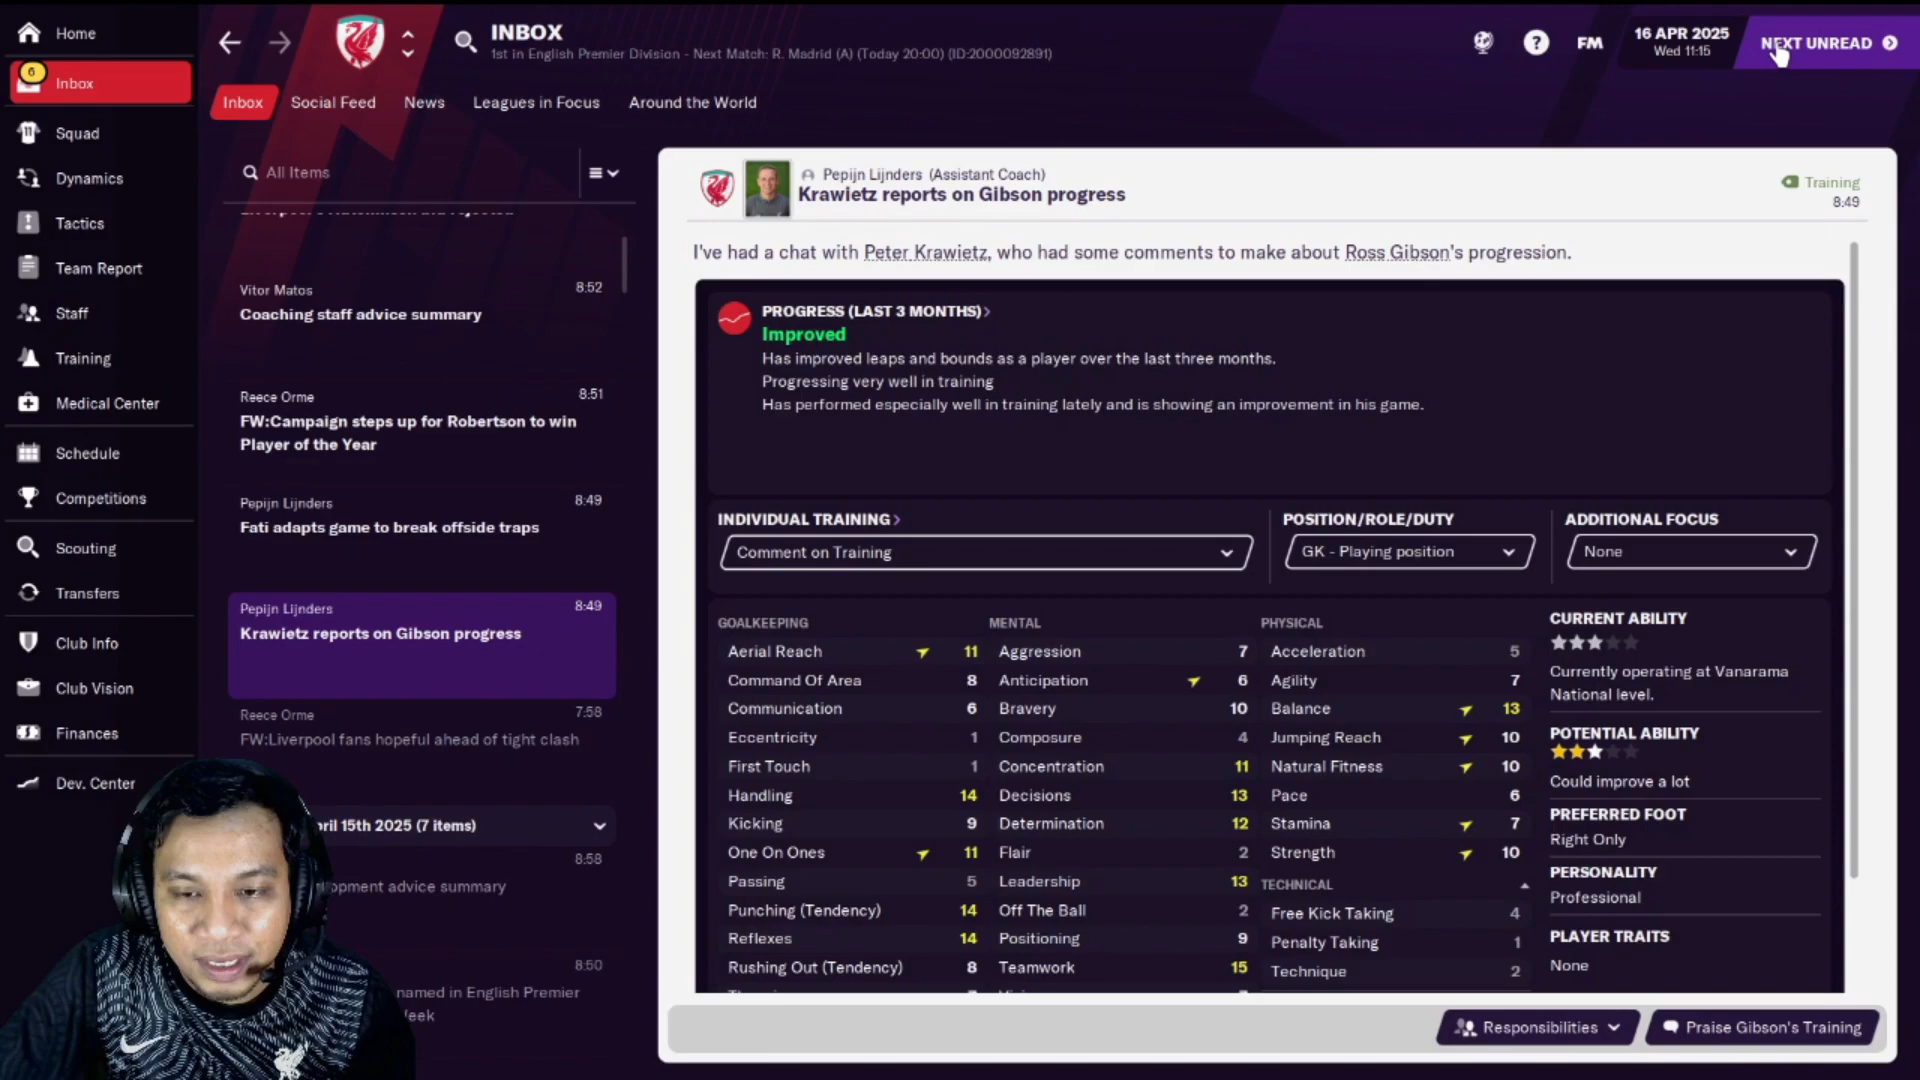 Home
INBOX
1st in English Premier Division - Next Match: R. Madrid (A) (Today 20:00) (ID:2000092891)
FM
16 APR 2025
Wed 11:15
NEXT UNREAD
6
Inbox
Squad
Dynamics
Tactics
Team Report
Staff
Training
Medical Center
Schedule
Competitions
Scouting
Transfers
Club Info
Club Vision
Finances
Dev. Center
Inbox Social Feed News Leagues in Focus Around the World
All Items
Vitor Matos 8:52
Coaching staff advice summary
Reece Orme 8:51
FW:Campaign steps up for Robertson to win
Player of the Year
Pepijn Lijnders 8:49
Fati adapts game to break offside traps
Pepijn Lijnders 8:49
Krawietz reports on Gibson progress
Reece Orme 7:58
FW:Liverpool fans hopeful ahead of tight clash
15th 2025 (7 items)
8:58
advice summary
8:50
named in English Premier
Pepijn Lijnders (Assistant Coach)
Krawietz reports on Gibson progress
Training
8:49
I've had a chat with Peter Krawietz, who had some comments to make about Ross Gibson's progression.
PROGRESS (LAST 3 MONTHS)
Improved
Has improved leaps and bounds as a player over the last three months.
Progressing very well in training
Has performed especially well in training lately and is showing an improvement in his game.
INDIVIDUAL TRAINING
Comment on Training
POSITION/ROLE/DUTY
GK - Playing position
ADDITIONAL FOCUS
None
GOALKEEPING
Aerial Reach 11
Command Of Area 8
Communication 6
Eccentricity 1
First Touch 1
Handling 14
Kicking 9
One On Ones 11
Passing 5
Punching (Tendency) 14
Reflexes 14
Rushing Out (Tendency) 8
MENTAL
Aggression 7
Anticipation 6
Bravery 10
Composure 4
Concentration 11
Decisions 13
Determination 12
Flair 2
Leadership 13
Off The Ball 2
Positioning 9
Teamwork 15
PHYSICAL
Acceleration 5
Agility 7
Balance 13
Jumping Reach 10
Natural Fitness 10
Pace 6
Stamina 7
Strength 10
TECHNICAL
Free Kick Taking 4
Penalty Taking 1
Technique 2
CURRENT ABILITY
Currently operating at Vanarama
National level.
POTENTIAL ABILITY
Could improve a lot
PREFERRED FOOT
Right Only
PERSONALITY
Professional
PLAYER TRAITS
None
Responsibilities
Praise Gibson's Training